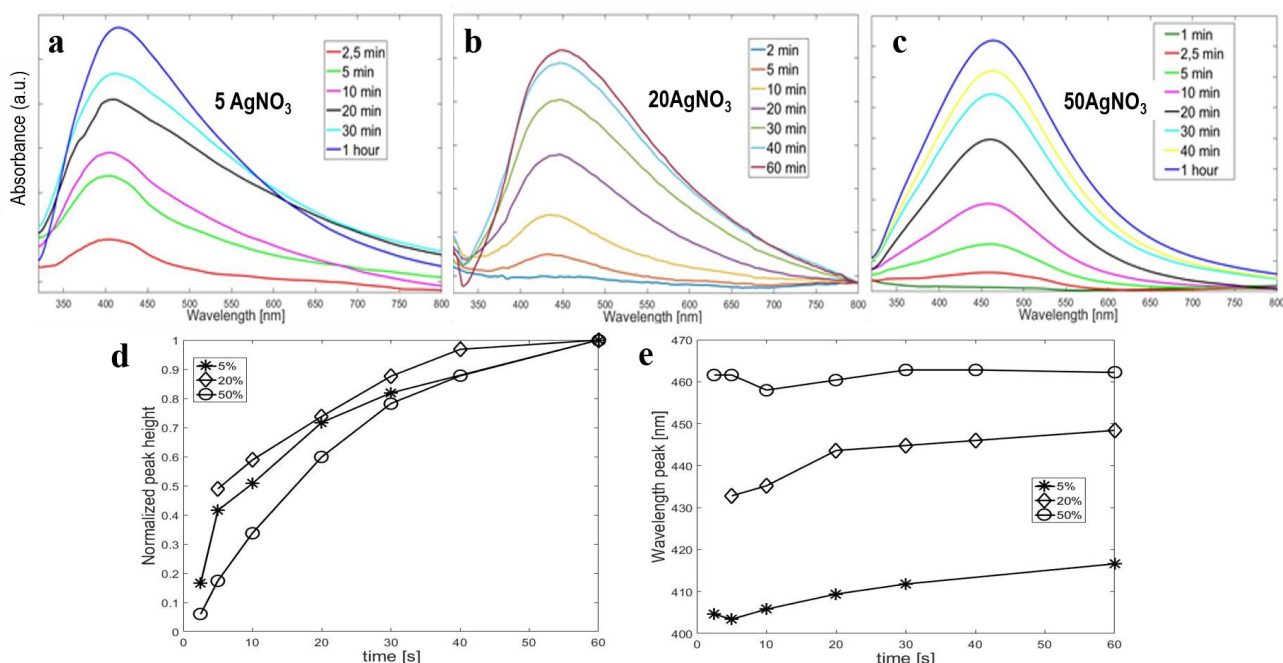 a
5 AgNO3
2,5 min
5 min
10 min
20 min
30 min
1 hour
Absorbance (a.u.)
350 400 450 500 550 600 650 700 750 800
Wavelength [nm]
b
20AgNO3
2 min
5 min
10 min
20 min
30 min
40 min
60 min
350 400 450 500 550 600 650 700 750 800
Wavelength [nm]
c
50AgNO3
1 min
2,5 min
5 min
10 min
20 min
30 min
40 min
1 hour
350 400 450 500 550 600 650 700 750 800
Wavelength [nm]
d
5%
20%
50%
Normalized peak height
1
0.9
0.8
0.7
0.6
0.5
0.4
0.3
0.2
0.1
0
0 10 20 30 40 50 60
time [s]
e
5%
20%
50%
Wavelength peak [nm]
470
460
450
440
430
420
410
400
0 10 20 30 40 50 60
time [s]